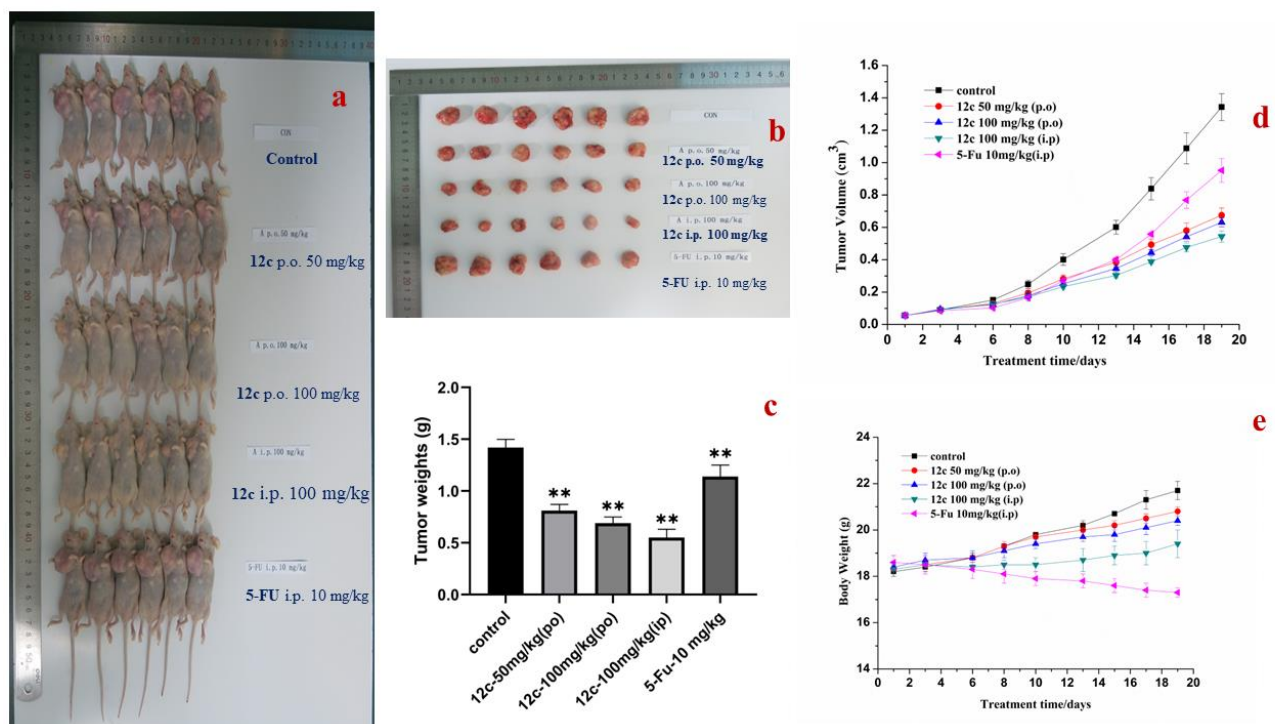 a
CON
Control
A p.o.50 mg/kg
12c p.o. 50 mg/kg
A p.o.100 mg/kg
12c p.o. 100 mg/kg
A i.p.100 mg/kg
12c i.p. 100 mg/kg
5-FU i.p.10 mg/kg
5-FU i.p. 10 mg/kg
b
CON
A p.o.50 mg/kg
12c p.o. 50 mg/kg
A p.o.100 mg/kg
12c p.o. 100 mg/kg
A i.p.100 mg/kg
12c i.p. 100 mg/kg
5-FU i.p.10 mg/kg
5-FU i.p. 10 mg/kg
c
Tumor weights (g)
2.0
1.5
1.0
0.5
0.0
**
**
**
**
control
12c-50mg/kg(po)
12c-100mg/kg(po)
12c-100mg/kg(ip)
5-Fu-10 mg/kg
d
Tumor Volume (cm3)
1.6
1.4
1.2
1.0
0.8
0.6
0.4
0.2
0.0
control
12c 50 mg/kg (p.o)
12c 100 mg/kg (p.o)
12c 100 mg/kg (i.p)
5-Fu 10mg/kg(i.p)
0 2 4 6 8 10 12 14 16 18 20
Treatment time/days
e
Body Weight (g)
24
22
20
18
16
14
control
12c 50 mg/kg (p.o)
12c 100 mg/kg (p.o)
12c 100 mg/kg (i.p)
5-Fu 10mg/kg(i.p)
0 2 4 6 8 10 12 14 16 18 20
Treatment time/days